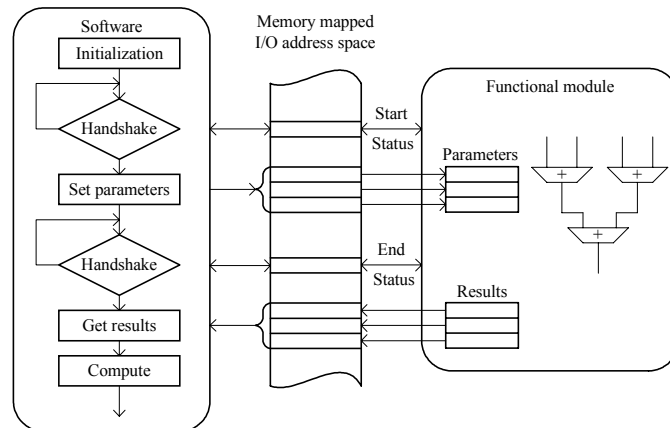 Software
Initialization
Handshake
Set parameters
Handshake
Get results
Compute
Memory mapped
I/O address space
Start
Status
End
Status
Functional module
Parameters
+
+
+
Results